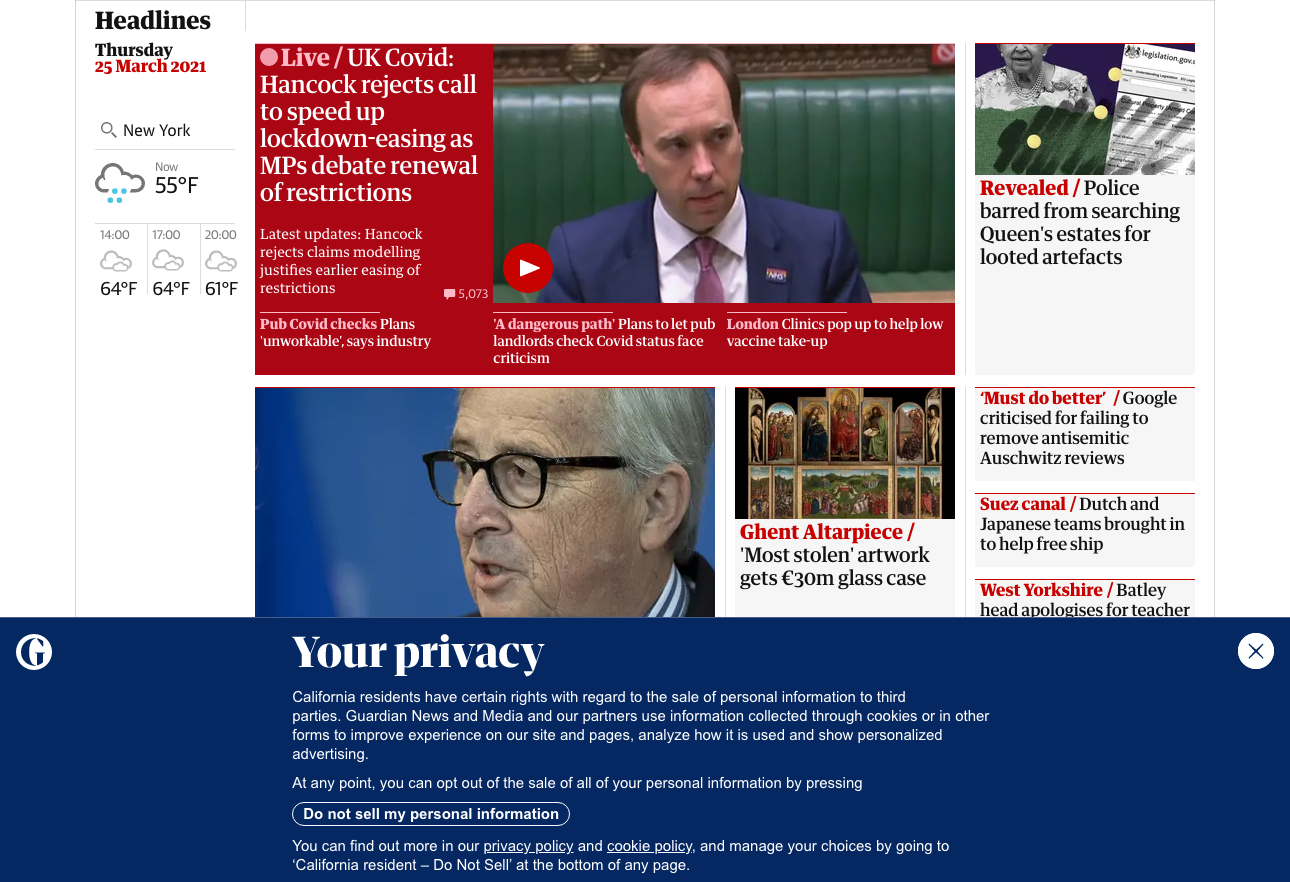 Headlines
Thursday
25 March 2021
New York
Now
55°F
14:00
64°F
17:00
64°F
20:00
61°F
Live / UK Covid:
Hancock rejects call
to speed up
lockdown-easing as
MPs debate renewal
of restrictions
Latest updates: Hancock
rejects claims modelling
justifies earlier easing of
restrictions
5,073
NHS
Pub Covid checks Plans
'unworkable', says industry
'A dangerous path' Plans to let pub
landlords check Covid status face
criticism
London Clinics pop up to help low
vaccine take-up
legislation.gov.u
Revealed / Police
barred from searching
Queen's estates for
looted artefacts
Ghent Altarpiece /
'Most stolen' artwork
gets €30m glass case
‘Must do better’ / Google
criticised for failing to
remove antisemitic
Auschwitz reviews
Suez canal / Dutch and
Japanese teams brought in
to help free ship
West Yorkshire / Batley
head apologises for teacher
G
Your privacy
California residents have certain rights with regard to the sale of personal information to third
parties. Guardian News and Media and our partners use information collected through cookies or in other
forms to improve experience on our site and pages, analyze how it is used and show personalized
advertising.
At any point, you can opt out of the sale of all of your personal information by pressing
Do not sell my personal information
You can find out more in our privacy policy and cookie policy, and manage your choices by going to
‘California resident – Do Not Sell’ at the bottom of any page.